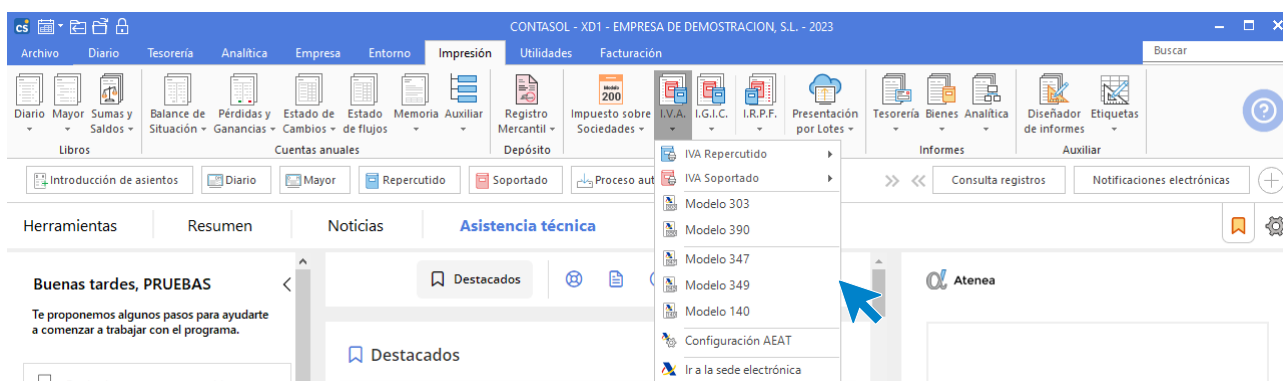 cs
CONTASOL - XD1 - EMPRESA DE DEMOSTRACION, S.L. - 2023
Archivo Diario Tesorería Analítica Empresa Entorno Impresión Utilidades Facturación Buscar
Modelo
200
Diario Mayor Sumas y Saldos
Balance de Situación Pérdidas y Ganancias Estado de Cambios Estado de flujos Memoria Auxiliar
Registro Mercantil
Impuesto sobre Sociedades I.V.A. I.G.I.C. I.R.P.F. Presentación por Lotes
Tesorería Bienes Analítica
Diseñador de informes Etiquetas
?
Libros Cuentas anuales Depósito Informes Auxiliar
Introducción de asientos Diario Mayor Repercutido Soportado Proceso aut Consulta registros Notificaciones electrónicas
IVA Repercutido
IVA Soportado
Modelo 303
Modelo 390
Modelo 347
Modelo 349
Modelo 140
Configuración AEAT
Ir a la sede electrónica
Herramientas Resumen Noticias Asistencia técnica
Buenas tardes, PRUEBAS
Te proponemos algunos pasos para ayudarte
a comenzar a trabajar con el programa.
Destacados
Destacados
Atenea